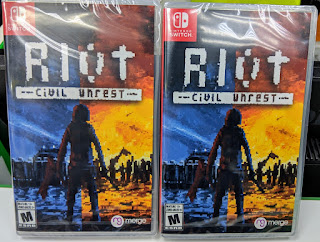 NINTENDO
SWITCH
RIOT
CIVIL UNREST
M
merge
NINTENDO
SWITCH
RIOT
CIVIL UNREST
M
merge